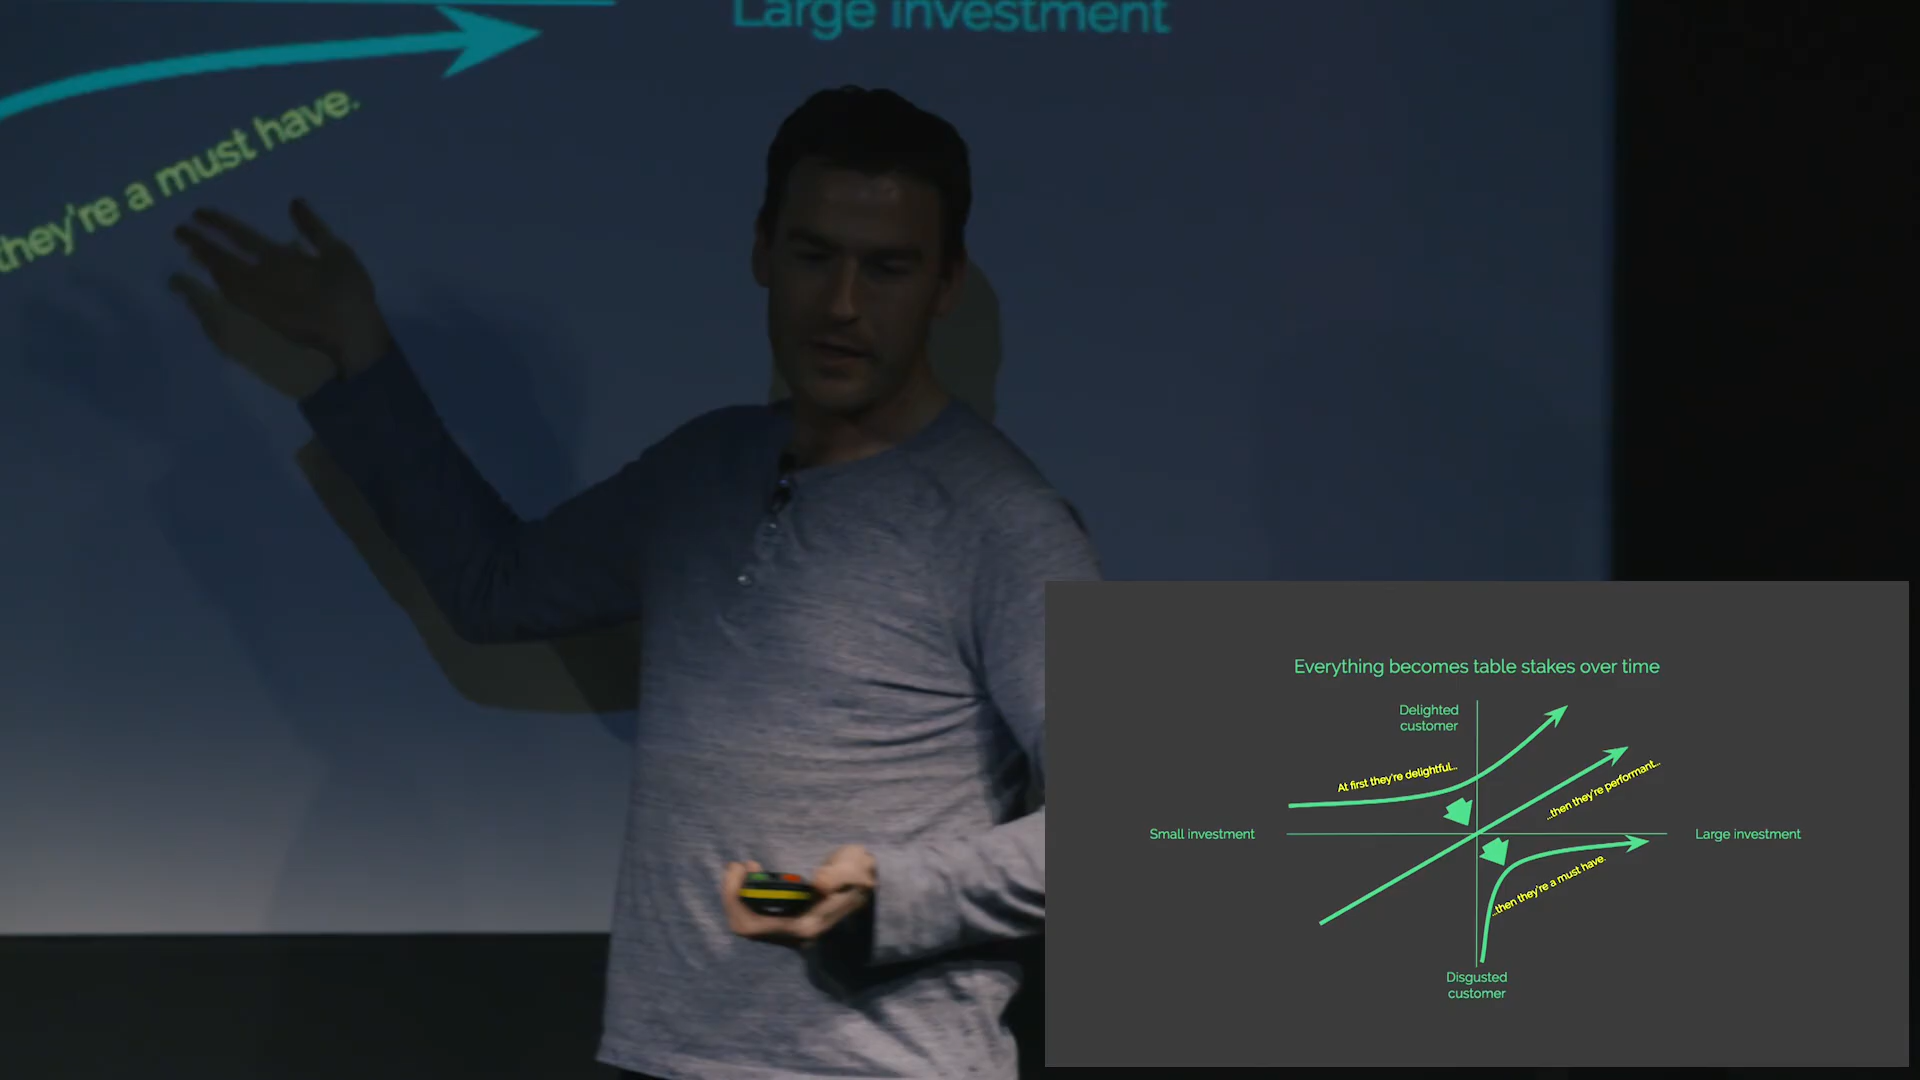 Large investment
they're a must have.
Everything becomes table stakes over time
Delighted
customer
At first they're delightful...
...then they're performant...
Small investment
Large investment
...then they're a must have.
Disgusted
customer